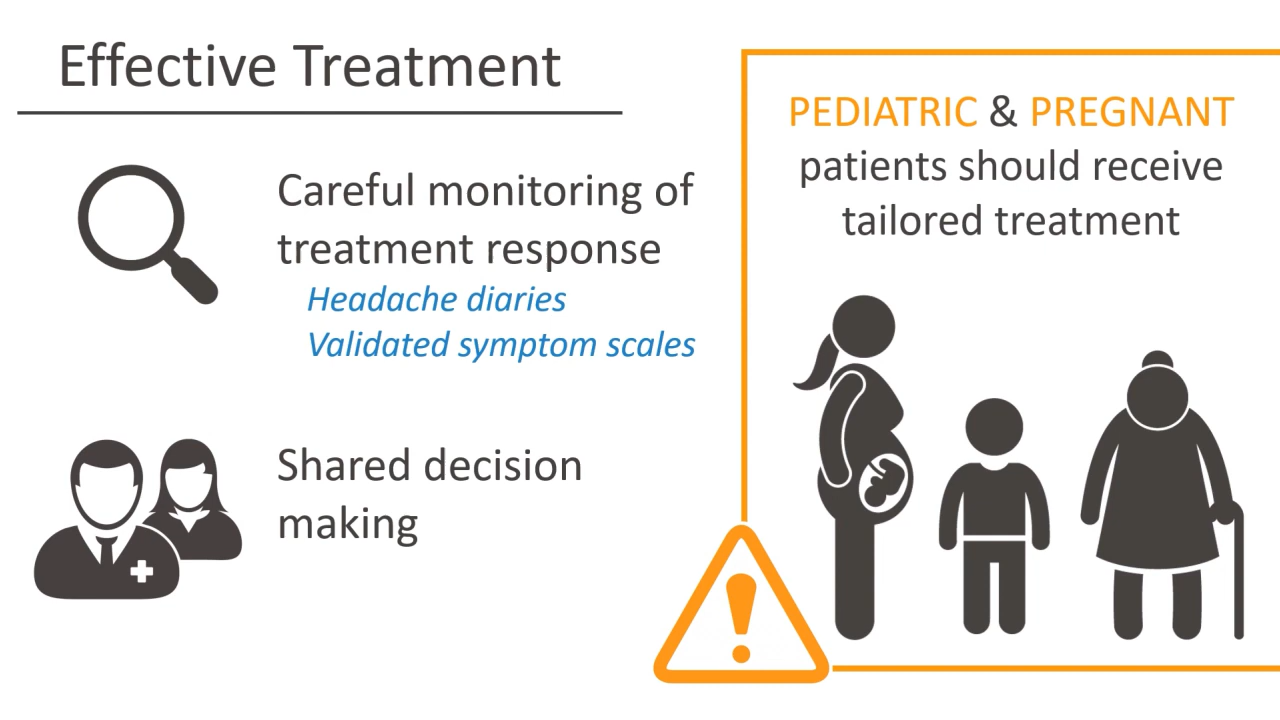 Effective Treatment
Careful monitoring of
treatment response
Headache diaries
Validated symptom scales
Shared decision
making
PEDIATRIC & PREGNANT
patients should receive
tailored treatment